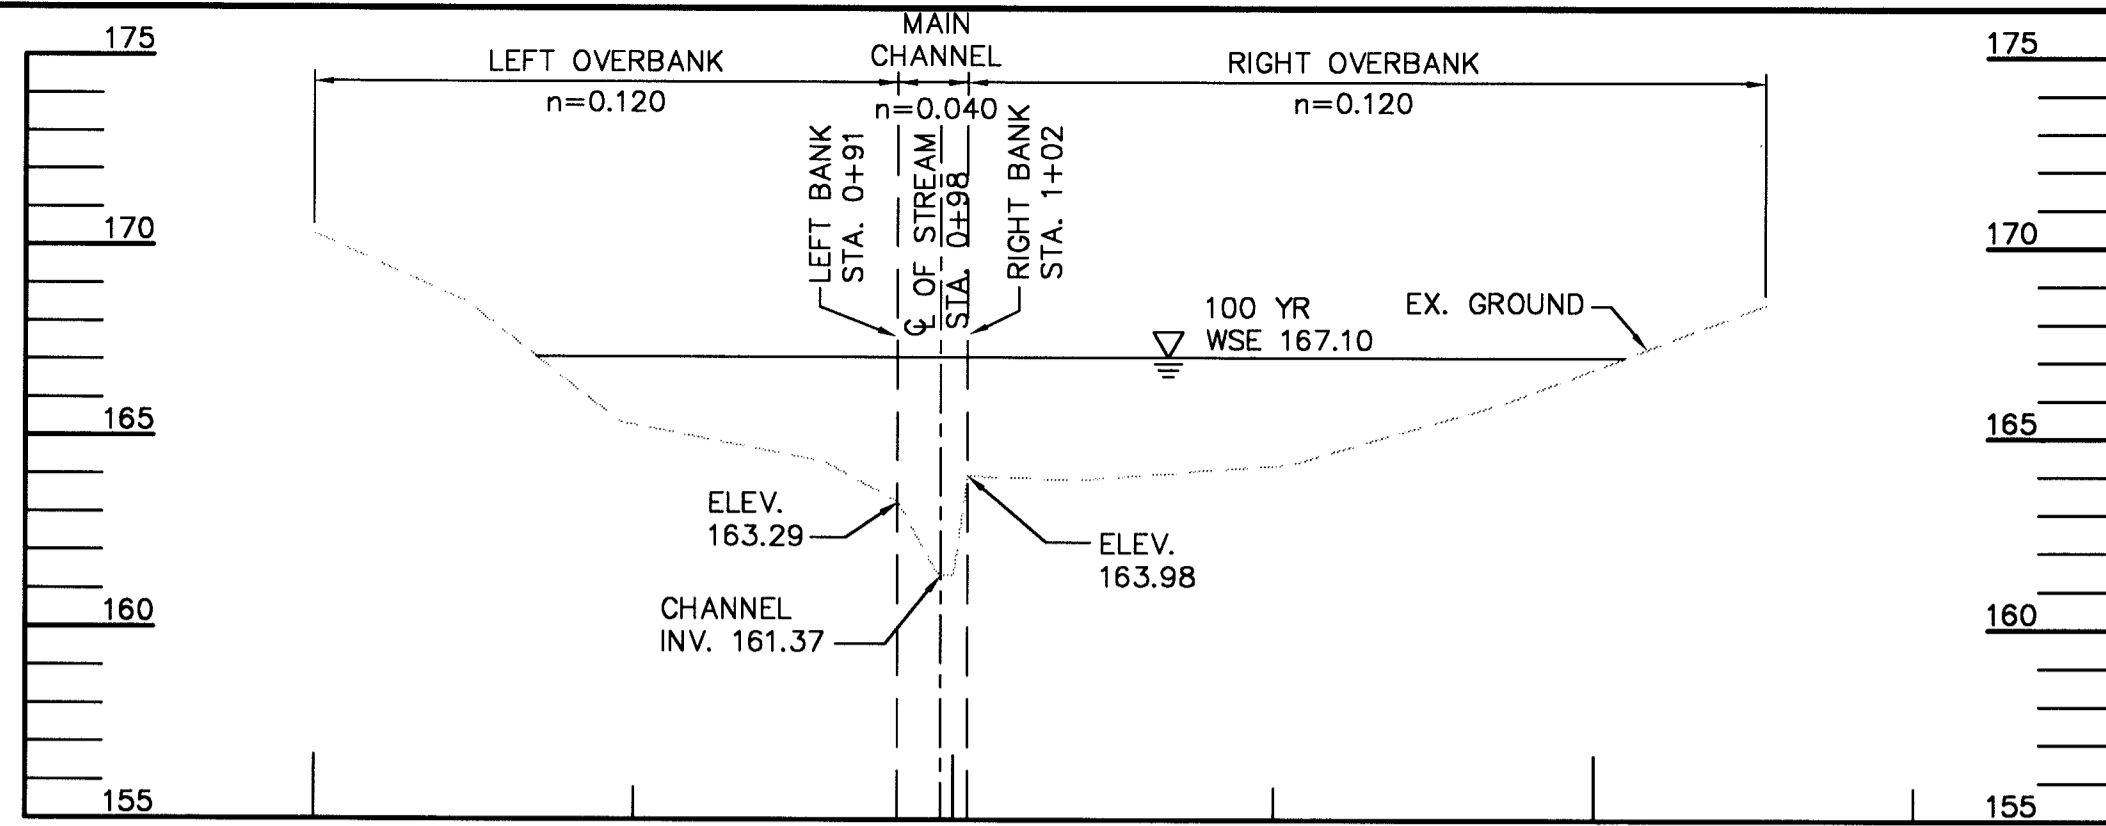 MAIN
CHANNEL
175
175
LEFT OVERBANK
RIGHT OVERBANK
n=0.120
n=0.040
n=0.120
LEFT BANK
STA. 0+91
℄ OF STREAM
STA. 0+98
RIGHT BANK
STA. 1+02
170
170
100 YR
WSE 167.10
EX. GROUND
165
165
ELEV.
163.29
ELEV.
163.98
CHANNEL
INV. 161.37
160
160
155
155